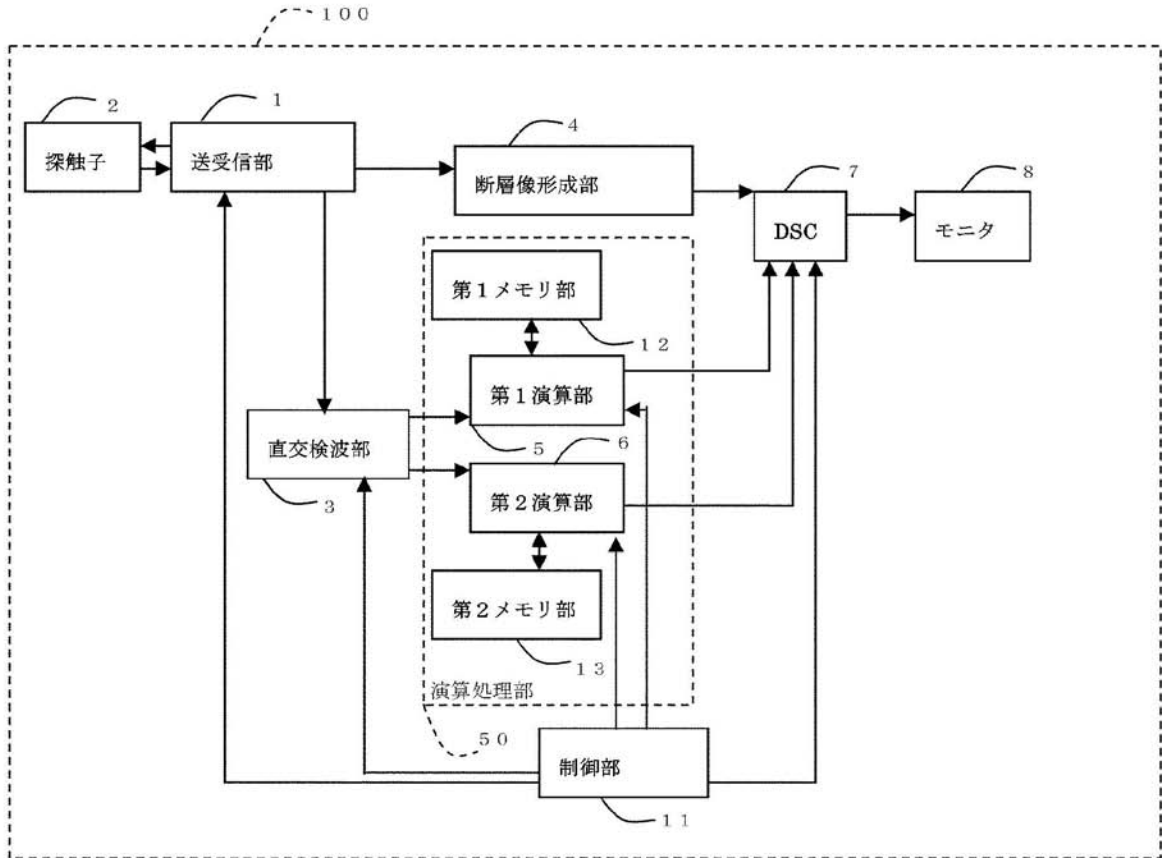 １００
２
探触子
１
送受信部
４
断層像形成部
７
DSC
８
モニタ
第１メモリ部
１２
第１演算部
５
直交検波部
３
６
第２演算部
第２メモリ部
１３
演算処理部
５０
制御部
１１